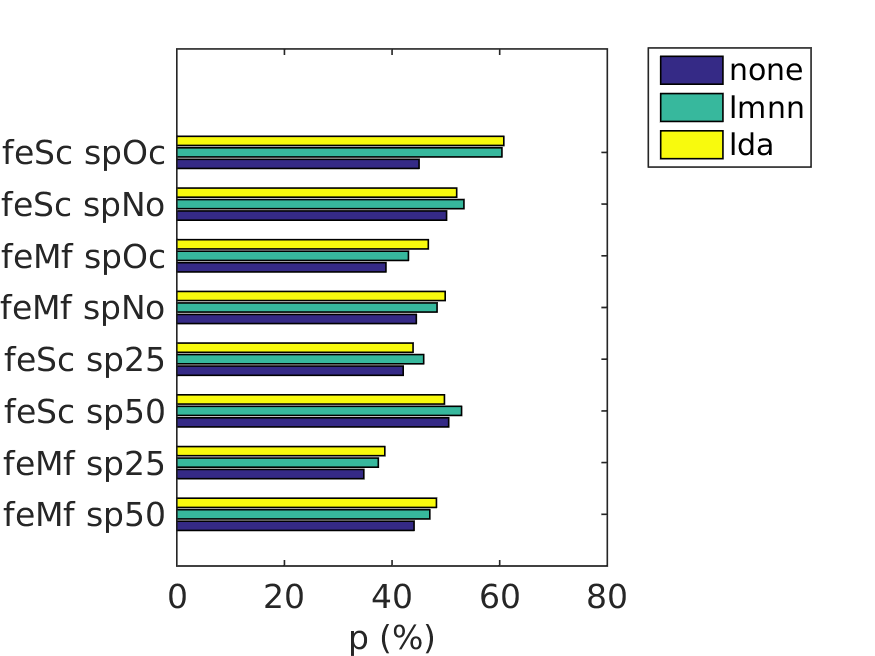 none
lmnn
lda
feSc spOc
feSc spNo
feMf spOc
feMf spNo
feSc sp25
feSc sp50
feMf sp25
feMf sp50
0 20 40 60 80
p (%)